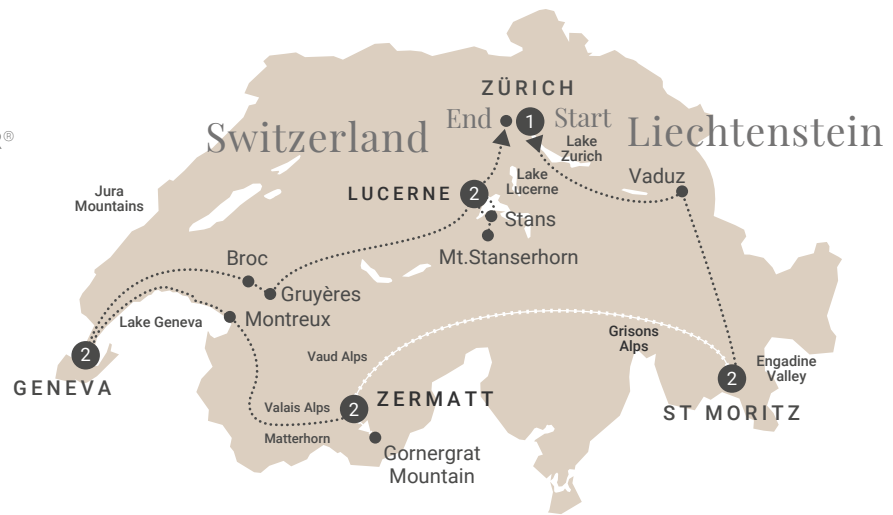 ZÜRICH
End
1
Start
Switzerland
Liechtenstein
®
Lake
Zurich
Lake
Lucerne
Vaduz
Jura
Mountains
LUCERNE
2
Stans
Mt.Stanserhorn
Broc
Gruyères
Lake Geneva
Montreux
2
GENEVA
Vaud Alps
Grisons
Alps
Engadine
Valley
2
ST MORITZ
Valais Alps
2
ZERMATT
Matterhorn
Gornergrat
Mountain